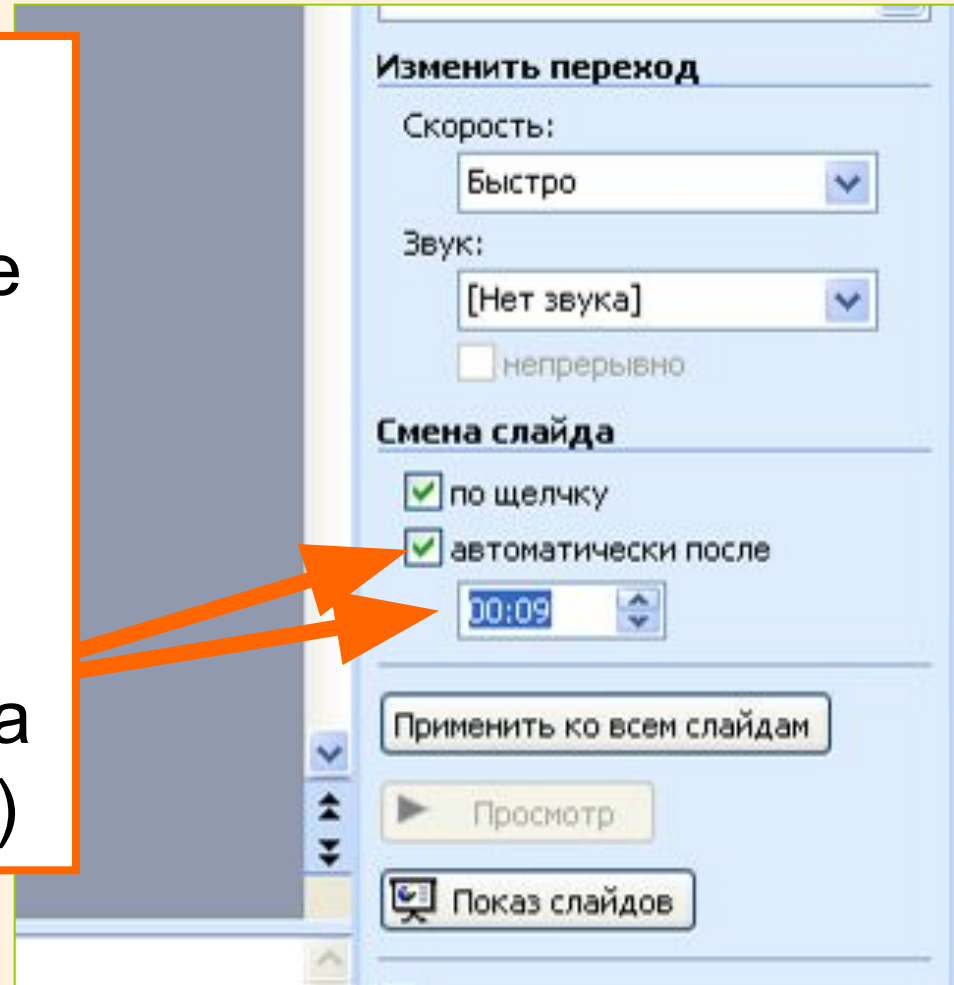 е
а
)
Изменить переход
Скорость:
Быстро
Звук:
[Нет звука]
непрерывно
Смена слайда
по щелчку
автоматически после
00:09
Применить ко всем слайдам
Просмотр
Показ слайдов